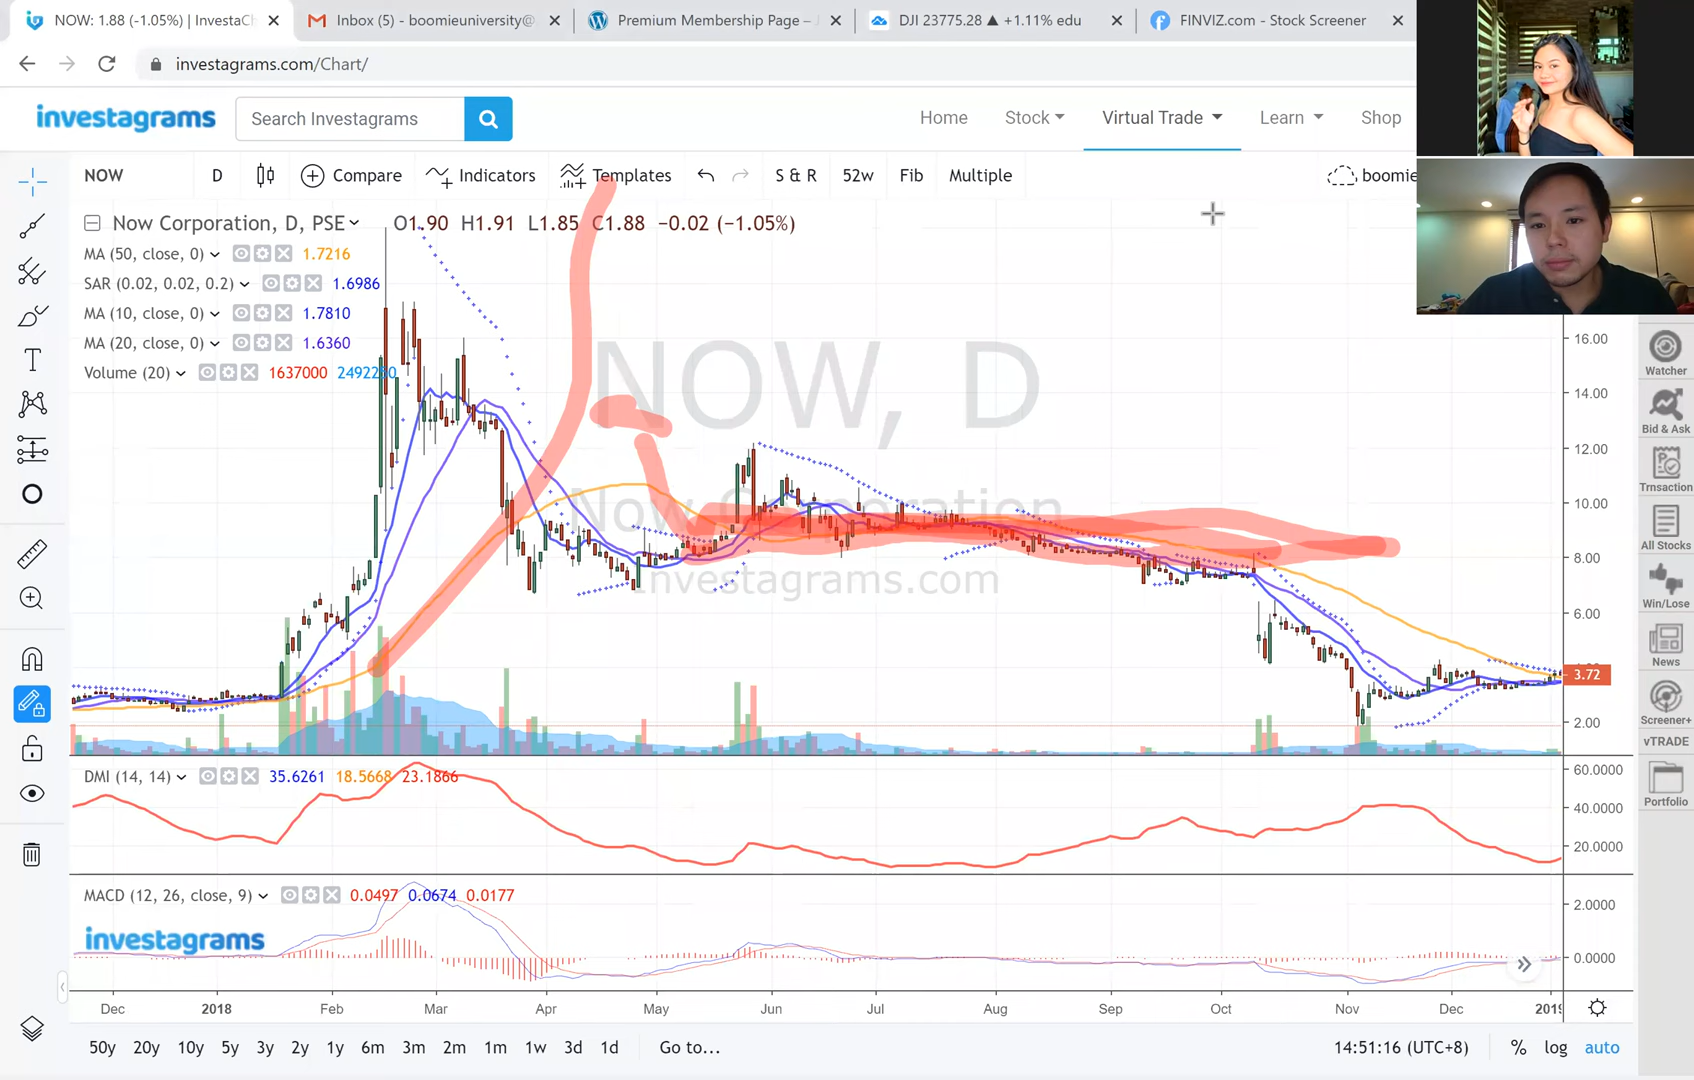 NOW: 1.88 (-1.05%) | InvestaCh
Inbox (5) - boomieuniversity@
Premium Membership Page –
DJI 23775.28 ▲ +1.11% edu
FINVIZ.com - Stock Screener
investagrams.com/Chart/
investagrams
Search Investagrams
Home
Stock
Virtual Trade
Learn
Shop
NOW
D
Compare
Indicators
Templates
S & R
52w
Fib
Multiple
boomie
Now Corporation, D, PSE
O1.90 H1.91 L1.85 C1.88 −0.02 (−1.05%)
MA (50, close, 0) 1.7216
SAR (0.02, 0.02, 0.2) 1.6986
MA (10, close, 0) 1.7810
MA (20, close, 0) 1.6360
Volume (20) 1637000 2492250
NOW, D
Now Corporation
investagrams.com
16.00
14.00
12.00
10.00
8.00
6.00
3.72
2.00
Watcher
Bid & Ask
Trnsaction
All Stocks
Win/Lose
News
Screener+
vTRADE
Portfolio
DMI (14, 14) 35.6261 18.5668 23.1866
60.0000
40.0000
20.0000
MACD (12, 26, close, 9) 0.0497 0.0674 0.0177
2.0000
0.0000
investagrams
Dec 2018 Feb Mar Apr May Jun Jul Aug Sep Oct Nov Dec 2019
50y 20y 10y 5y 3y 2y 1y 6m 3m 2m 1m 1w 3d 1d Go to...
14:51:16 (UTC+8) % log auto